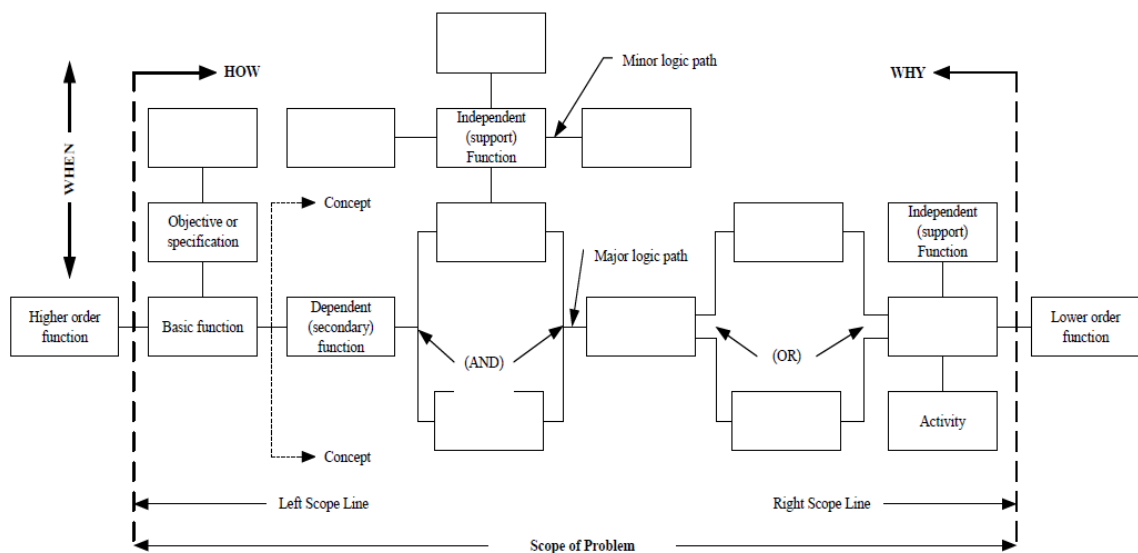 HOW
Minor logic path
WHY
WHEN
Independent
(support)
Function
Concept
Objective or
specification
Independent
(support)
Function
Major logic path
Higher order
function
Basic function
Dependent
(secondary)
function
(AND)
(OR)
Lower order
function
Activity
Concept
Left Scope Line
Right Scope Line
Scope of Problem